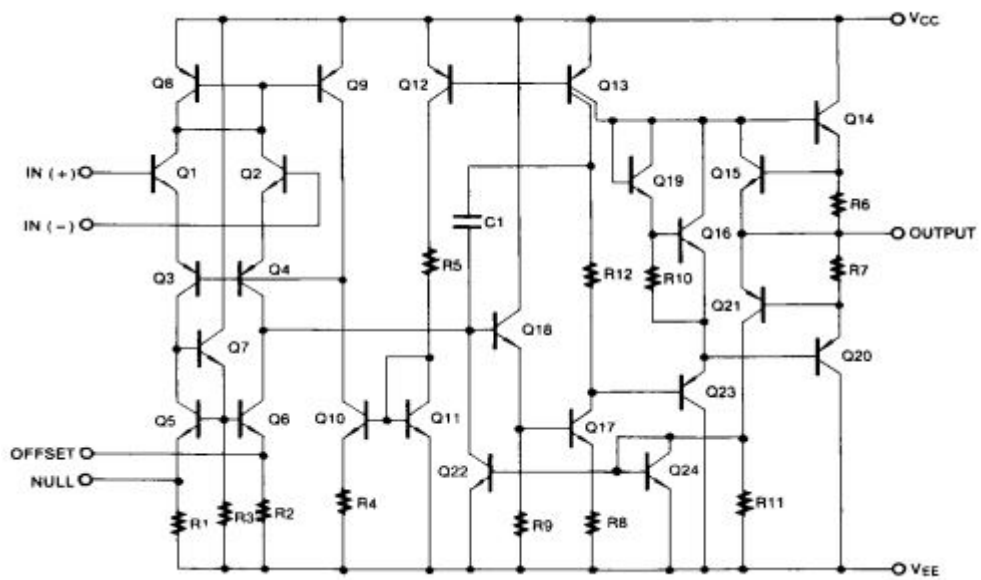 VCC
Q8
Q9
Q12
Q13
Q14
IN (+)
Q1
Q2
Q19
Q15
R6
IN (-)
C1
Q16
OUTPUT
Q3
Q4
R5
R12
R10
R7
Q21
Q7
Q18
Q20
Q23
Q5
Q6
Q10
Q11
Q17
OFFSET
Q22
Q24
NULL
R1
R3
R2
R4
R9
R8
R11
VEE